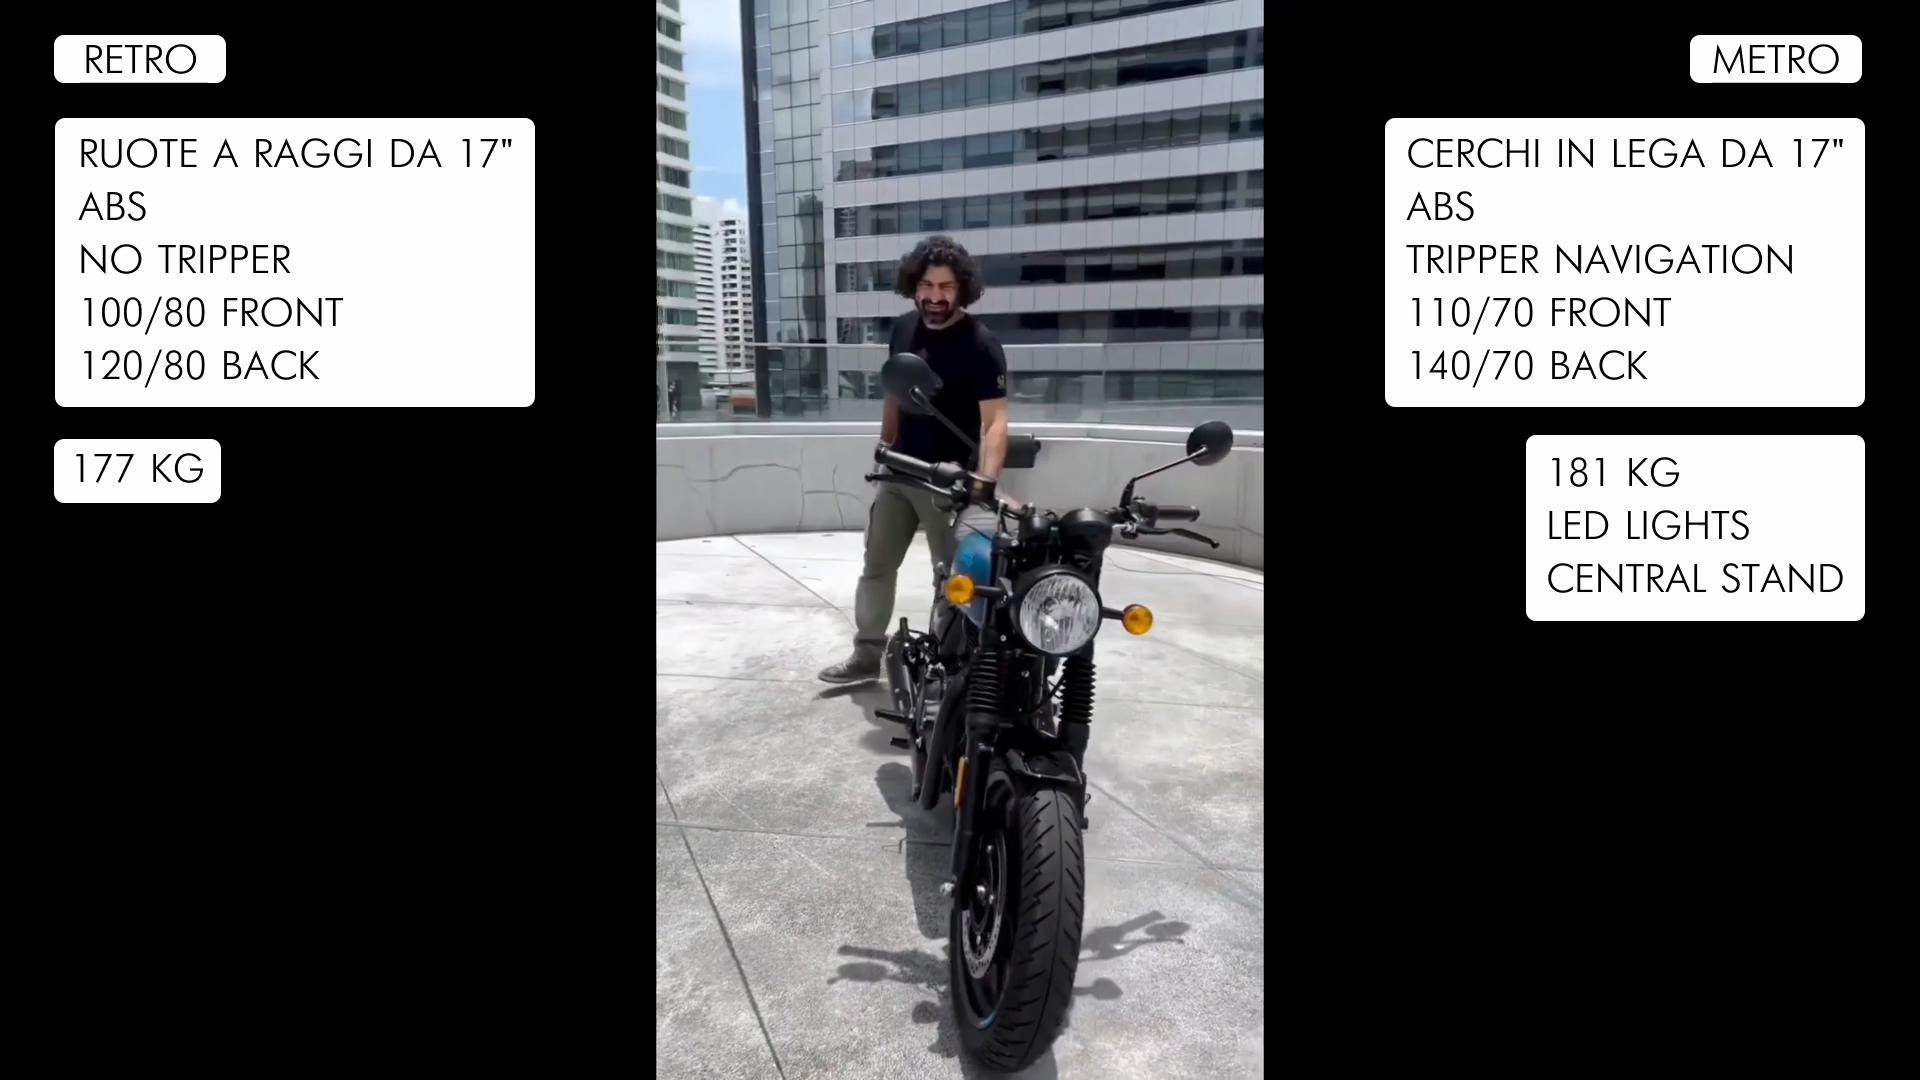 RETRO
RUOTE A RAGGI DA 17"
ABS
NO TRIPPER
100/80 FRONT
120/80 BACK
177 KG
METRO
CERCHI IN LEGA DA 17"
ABS
TRIPPER NAVIGATION
110/70 FRONT
140/70 BACK
181 KG
LED LIGHTS
CENTRAL STAND